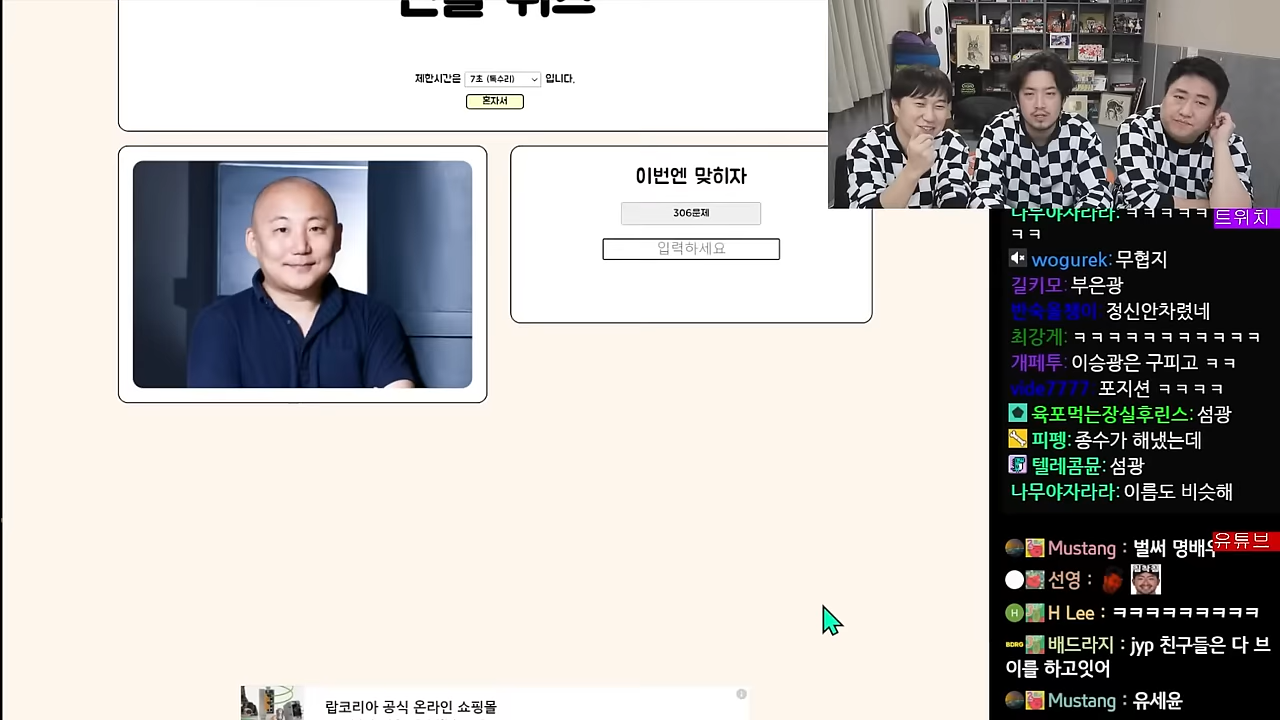 인물 퀴즈
제한시간은 7초 (독수리) 입니다.
혼자서
이번엔 맞히자
306문제
입력하세요
나무야자라라: ㅋㅋㅋㅋㅋ
ㅋㅋ
트위치
wogurek: 무협지
길키모: 부은광
정신안차렸네
최강게: ㅋㅋㅋㅋㅋㅋㅋㅋㅋㅋㅋ
개페투: 이승광은 구피고 ㅋㅋ
vide7777: 포지션 ㅋㅋㅋㅋ
육포먹는장실후린스: 섬광
피펭: 종수가 해냈는데
텔레콤뮨: 섬광
나무야자라라: 이름도 비슷해
유튜브
Mustang : 벌써 명배우
선영 :
H Lee : ㅋㅋㅋㅋㅋㅋㅋㅋㅋ
배드라지 : jyp 친구들은 다 브
이를 하고잇어
Mustang : 유세윤
랍코리아 공식 온라인 쇼핑몰